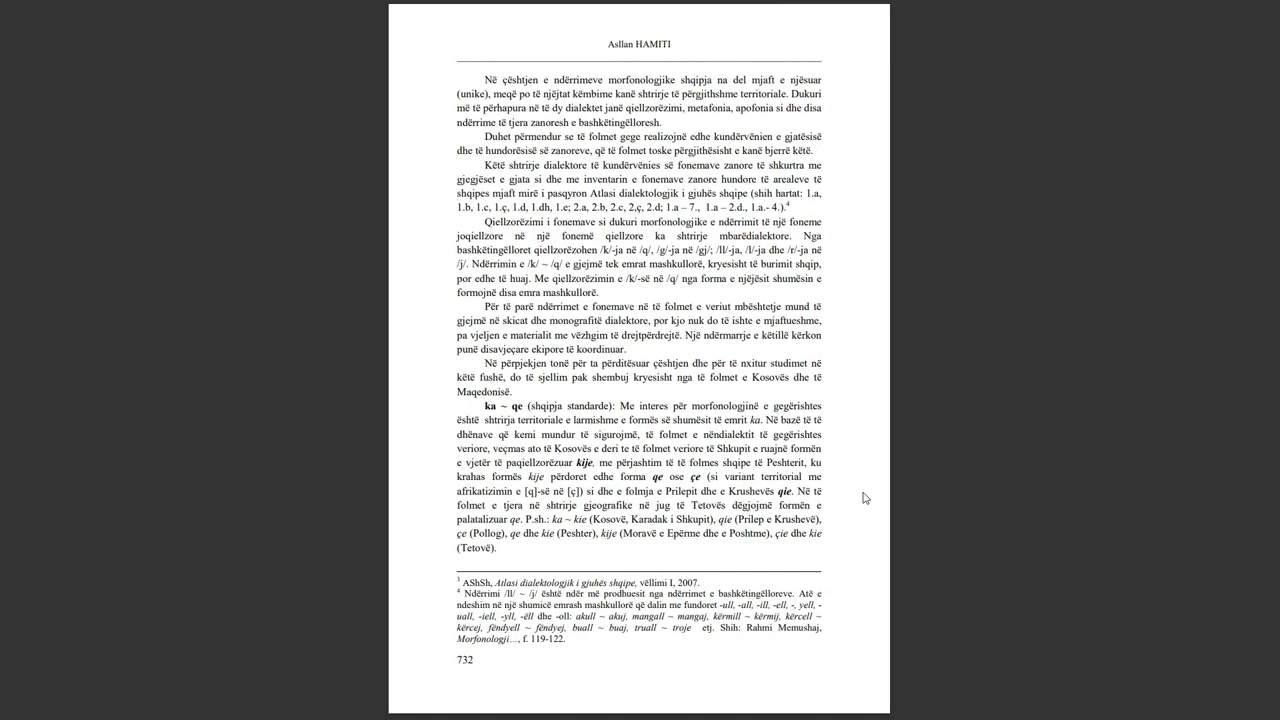 Asllan HAMITI
Në çështjen e ndërrimeve morfonologjike shqipja na del mjaft e njësuar
(unike), meqë po të njëjtat këmbime kanë shtrirje të përgjithshme territoriale. Dukuri
më të përhapura në të dy dialektet janë qiellzorëzimi, metafonia, apofonia si dhe disa
ndërrime të tjera zanoresh e bashkëtingëlloresh.
Duhet përmendur se të folmet gege realizojnë edhe kundërvënien e gjatësisë
dhe të hundorësisë së zanoreve, që të folmet toske përgjithësisht e kanë bjerrë këtë.
Këtë shtrirje dialektore të kundërvënies së fonemave zanore të shkurtra me
gjegjëset e gjata si dhe me inventarin e fonemave zanore hundore të arealeve të
shqipes mjaft mirë i pasqyron Atlasi dialektologjik i gjuhës shqipe (shih hartat: 1.a,
1.b, 1.c, 1.ç, 1.d, 1.dh, 1.e; 2.a, 2.b, 2.c, 2,ç, 2.d; 1.a – 7., 1.a – 2.d., 1.a.- 4.).4
Qiellzorëzimi i fonemave si dukuri morfonologjike e ndërrimit të një foneme
joqiellzore në një fonemë qiellzore ka shtrirje mbarëdialektore. Nga
bashkëtingëlloret qiellzorëzohen /k/-ja në /q/, /g/-ja në /gj/; /ll/-ja, /l/-ja dhe /r/-ja në
/j/. Ndërrimin e /k/ ~ /q/ e gjejmë tek emrat mashkullorë, kryesisht të burimit shqip,
por edhe të huaj. Me qiellzorëzimin e /k/-së në /q/ nga forma e njëjësit shumësin e
formojnë disa emra mashkullorë.
Për të parë ndërrimet e fonemave në të folmet e veriut mbështetje mund të
gjejmë në skicat dhe monografitë dialektore, por kjo nuk do të ishte e mjaftueshme,
pa vjeljen e materialit me vëzhgim të drejtpërdrejtë. Një ndërmarrje e këtillë kërkon
punë disavjeçare ekipore të koordinuar.
Në përpjekjen tonë për ta përditësuar çështjen dhe për të nxitur studimet në
këtë fushë, do të sjellim pak shembuj kryesisht nga të folmet e Kosovës dhe të
Maqedonisë.
ka ~ qe (shqipja standarde): Me interes për morfonologjinë e gegërishtes
është shtrirja territoriale e larmishme e formës së shumësit të emrit ka. Në bazë të të
dhënave që kemi mundur të sigurojmë, të folmet e nëndialektit të gegërishtes
veriore, veçmas ato të Kosovës e deri te të folmet veriore të Shkupit e ruajnë formën
e vjetër të paqiellzorëzuar kije, me përjashtim të të folmes shqipe të Peshterit, ku
krahas formës kije përdoret edhe forma qe ose çe (si variant territorial me
afrikatizimin e [q]-së në [ç]) si dhe e folmja e Prilepit dhe e Krushevës qie. Në të
folmet e tjera në shtrirje gjeografike në jug të Tetovës dëgjojmë formën e
palatalizuar qe. P.sh.: ka ~ kie (Kosovë, Karadak i Shkupit), qie (Prilep e Krushevë),
çe (Pollog), qe dhe kie (Peshter), kije (Moravë e Epërme dhe e Poshtme), çie dhe kie
(Tetovë).
3 AShSh, Atlasi dialektologjik i gjuhës shqipe, vëllimi I, 2007.
4 Ndërrimi /ll/ ~ /j/ është ndër më prodhuesit nga ndërrimet e bashkëtingëlloreve. Atë e
ndeshim në një shumicë emrash mashkullorë që dalin me fundoret -ull, -all, -ill, -ell, -, yell, -
uall, -iell, -yll, -ëll dhe -oll: akull ~ akuj, mangall ~ mangaj, kërmill ~ kërmij, kërcell ~
kërcej, fëndyell ~ fëndyej, buall ~ buaj, truall ~ troje etj. Shih: Rahmi Memushaj,
Morfonologji…, f. 119-122.
732